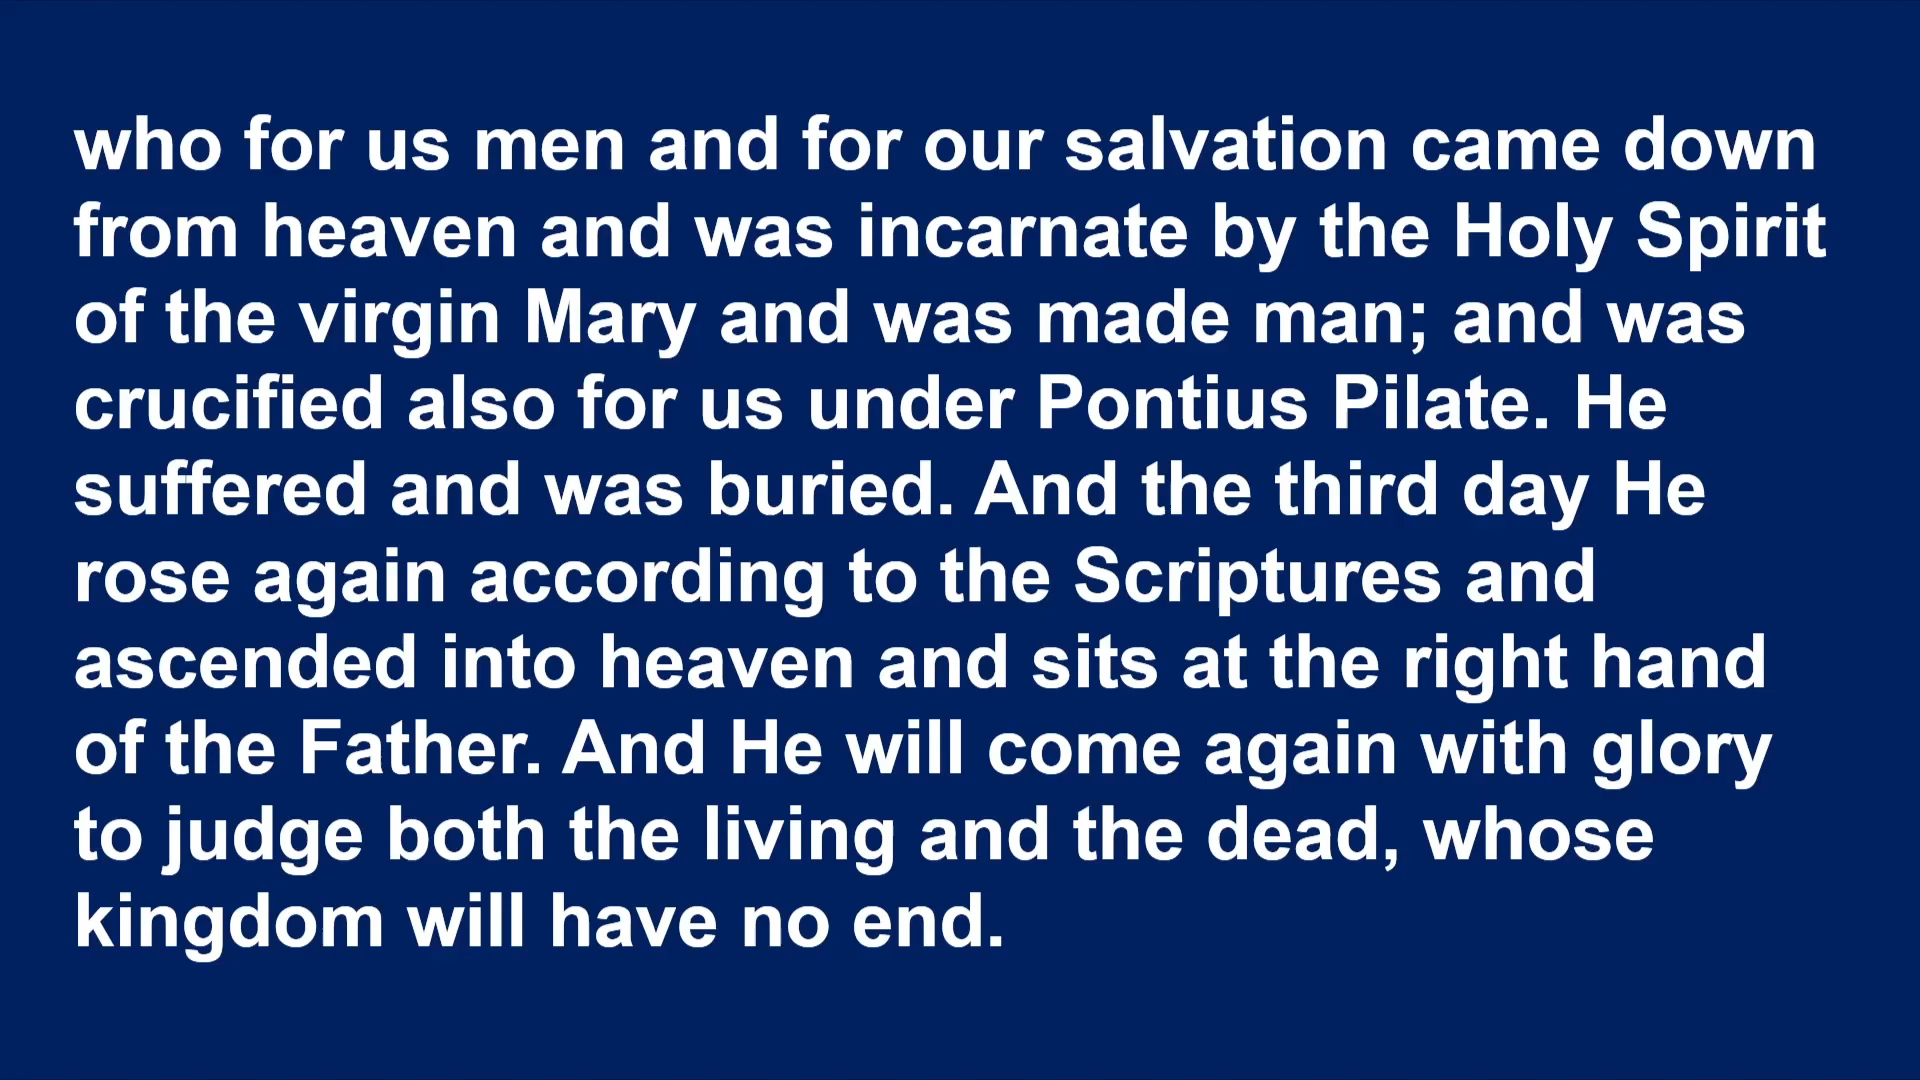 who for us men and for our salvation came down
from heaven and was incarnate by the Holy Spirit
of the virgin Mary and was made man; and was
crucified also for us under Pontius Pilate. He
suffered and was buried. And the third day He
rose again according to the Scriptures and
ascended into heaven and sits at the right hand
of the Father. And He will come again with glory
to judge both the living and the dead, whose
kingdom will have no end.